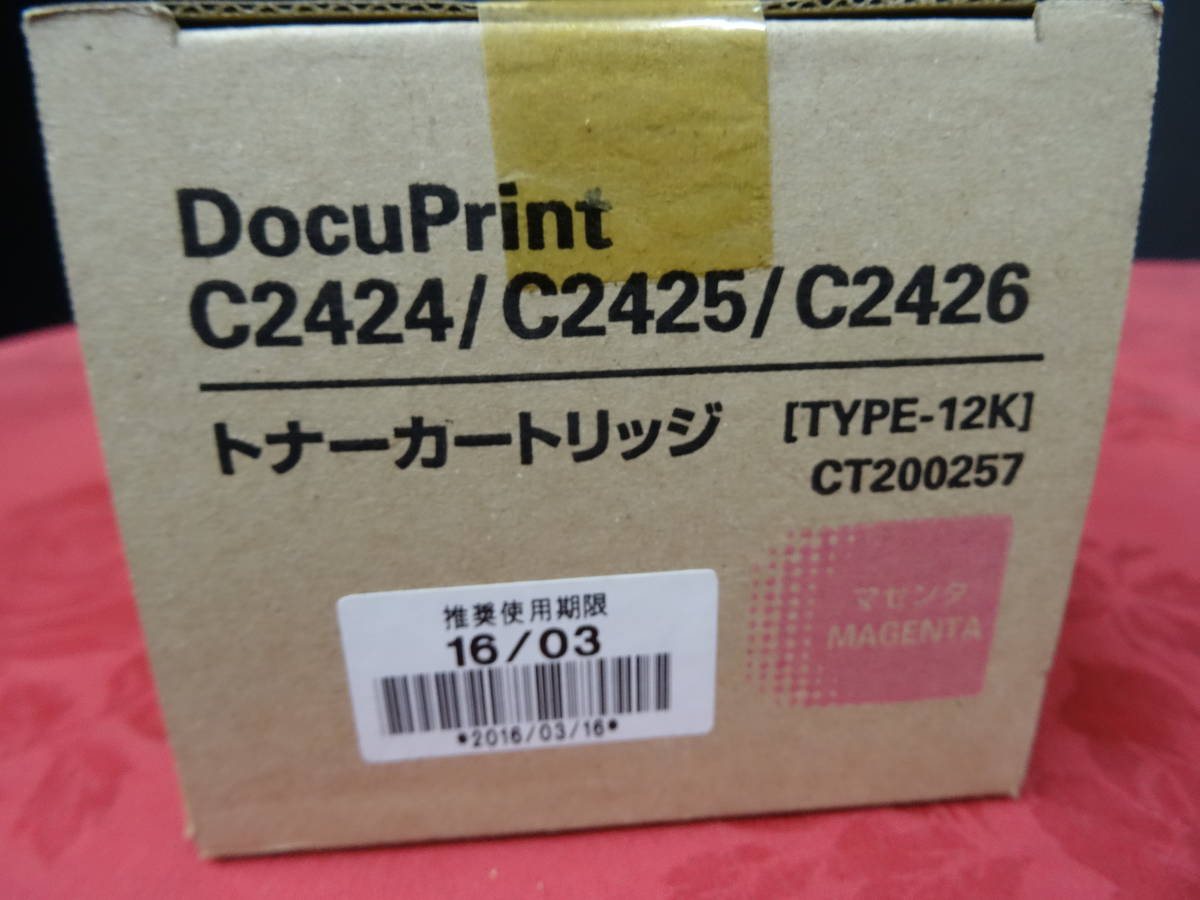 DocuPrint
C2424/C2425/C2426
トナーカートリッジ [TYPE-12K]
CT200257
マゼンタ
MAGENTA
推奨使用期限
16/03
*2016/03/16*